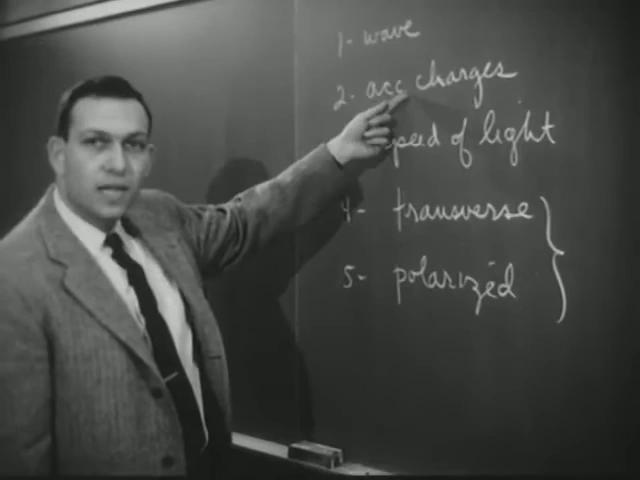 1- wave
2- acc charges
peed of light
4- transverse
5- polarized